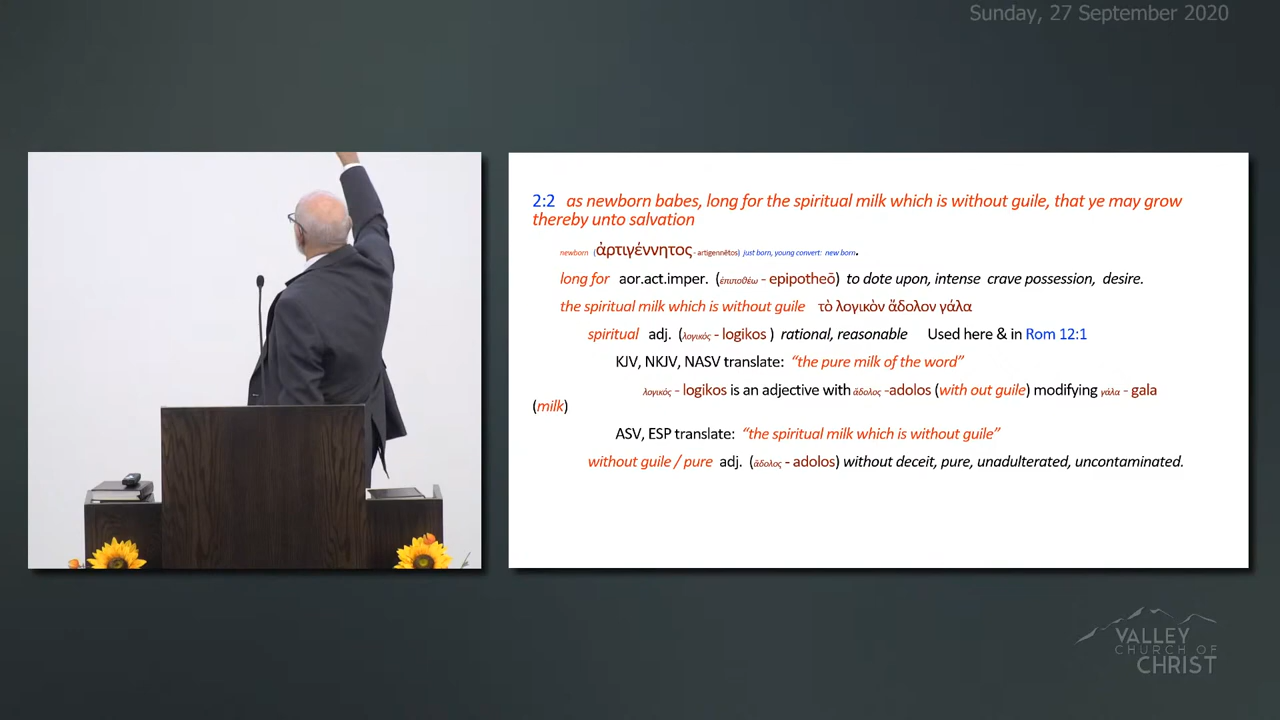 Sunday, 27 September 2020
2:2 as newborn babes, long for the spiritual milk which is without guile, that ye may grow
thereby unto salvation
newborn (ἀρτιγέννητος - artigennētos) just born, young convert: new born.
long for aor.act.imper. (ἐπιποθέω - epipotheō) to dote upon, intense crave possession, desire.
the spiritual milk which is without guile τὸ λογικὸν ἄδολον γάλα
spiritual adj. (λογικός - logikos ) rational, reasonable Used here & in Rom 12:1
KJV, NKJV, NASV translate: “the pure milk of the word”
λογικός - logikos is an adjective with ἄδολος -adolos (with out guile) modifying γάλα - gala
(milk)
ASV, ESP translate: “the spiritual milk which is without guile”
without guile / pure adj. (ἄδολος - adolos) without deceit, pure, unadulterated, uncontaminated.
VALLEY
CHURCH OF
CHRIST